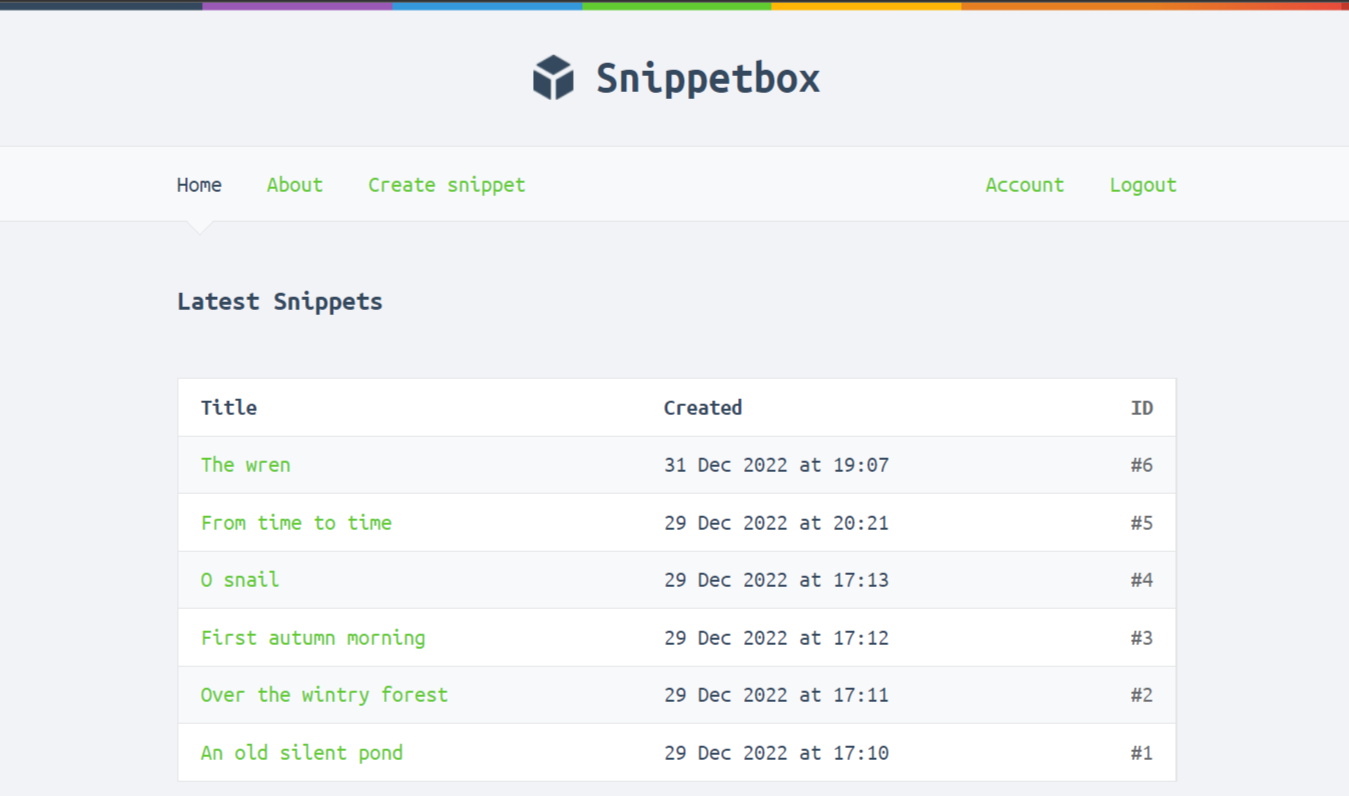 Snippetbox
Home About Create snippet Account Logout
Latest Snippets
Title Created ID
The wren 31 Dec 2022 at 19:07 #6
From time to time 29 Dec 2022 at 20:21 #5
O snail 29 Dec 2022 at 17:13 #4
First autumn morning 29 Dec 2022 at 17:12 #3
Over the wintry forest 29 Dec 2022 at 17:11 #2
An old silent pond 29 Dec 2022 at 17:10 #1